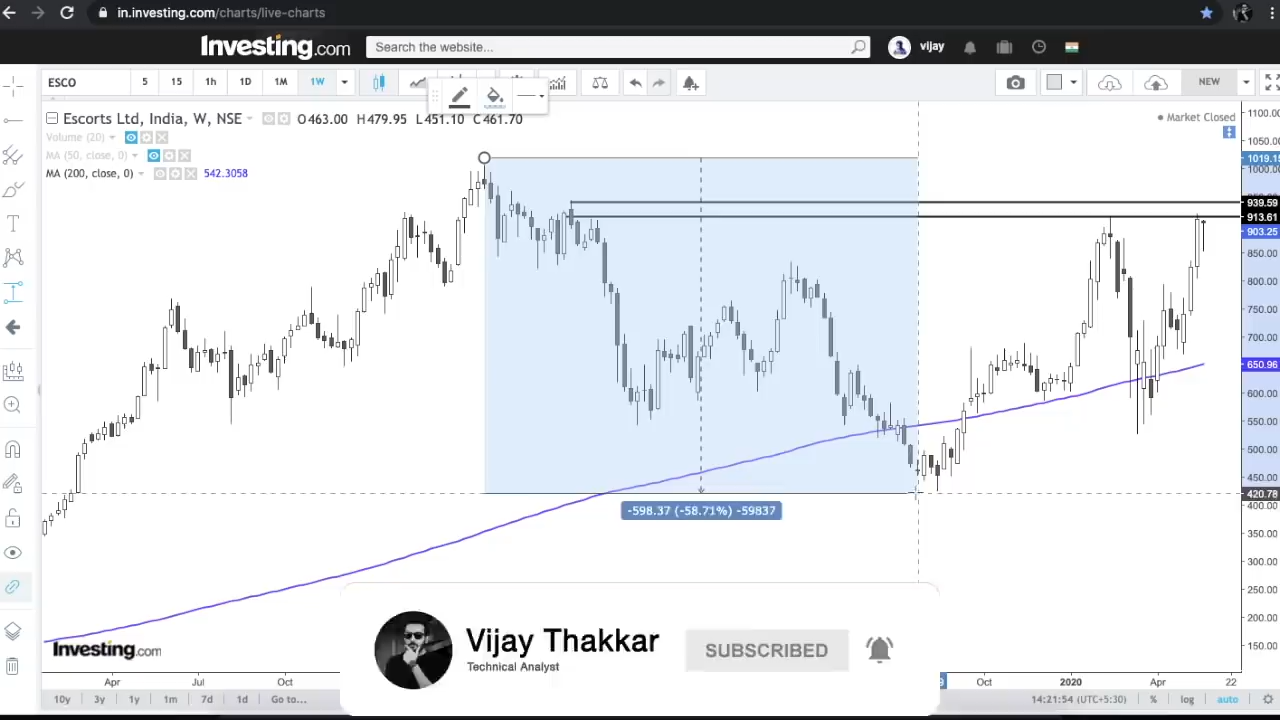 in.investing.com/charts/live-charts
Investing.com
Search the website...
vijay
ESCO
5 15 1h 1D 1M 1W
NEW
Escorts Ltd, India, W, NSE
O463.00 H479.95 L451.10 C461.70
Market Closed
Volume (20)
MA (50, close, 0)
MA (200, close, 0) 542.3058
1100.00
1050.00
1019.15
1000.00
939.59
913.61
903.25
850.00
800.00
750.00
700.00
650.96
600.00
550.00
500.00
450.00
420.78
400.00
350.00
300.00
250.00
200.00
150.00
-598.37 (-58.71%) -59837
Vijay Thakkar
Technical Analyst
SUBSCRIBED
Investing.com
Apr Jul Oct Oct 2020 Apr 22
10y 3y 1y 1m 7d 1d Go to...
14:21:54 (UTC+5:30) % log auto